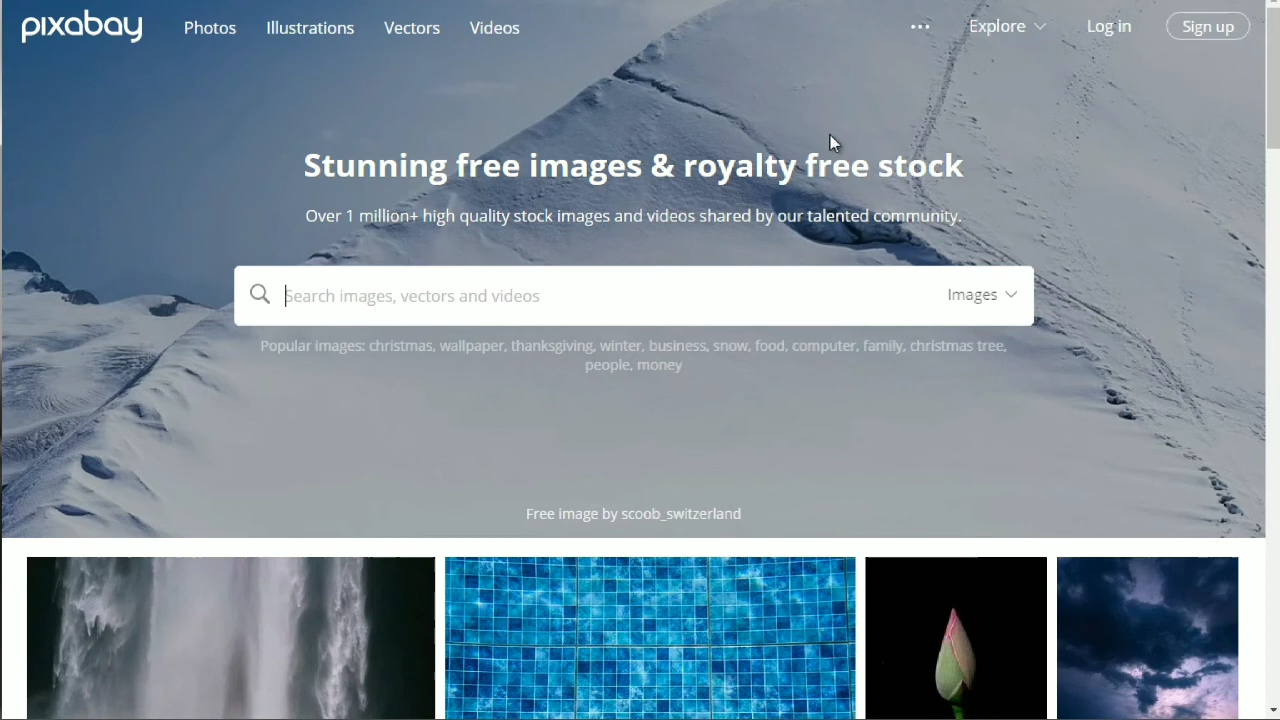 pixabay Photos Illustrations Vectors Videos ••• Explore Log in Sign up
Stunning free images & royalty free stock
Over 1 million+ high quality stock images and videos shared by our talented community.
Search images, vectors and videos Images
Popular images: christmas, wallpaper, thanksgiving, winter, business, snow, food, computer, family, christmas tree,
people, money
Free image by scoob_switzerland